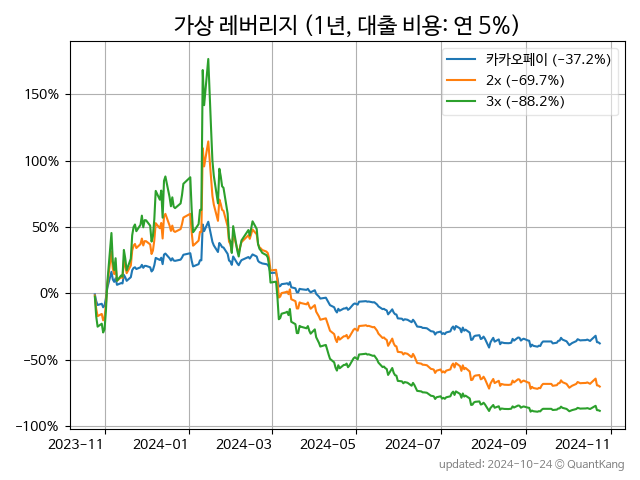 가상 레버리지 (1년, 대출 비용: 연 5%)
카카오페이 (−37.2%)
2x (−69.7%)
3x (−88.2%)
150%
100%
50%
0%
−50%
−100%
2023-11 2024-01 2024-03 2024-05 2024-07 2024-09 2024-11
updated: 2024-10-24 © QuantKang